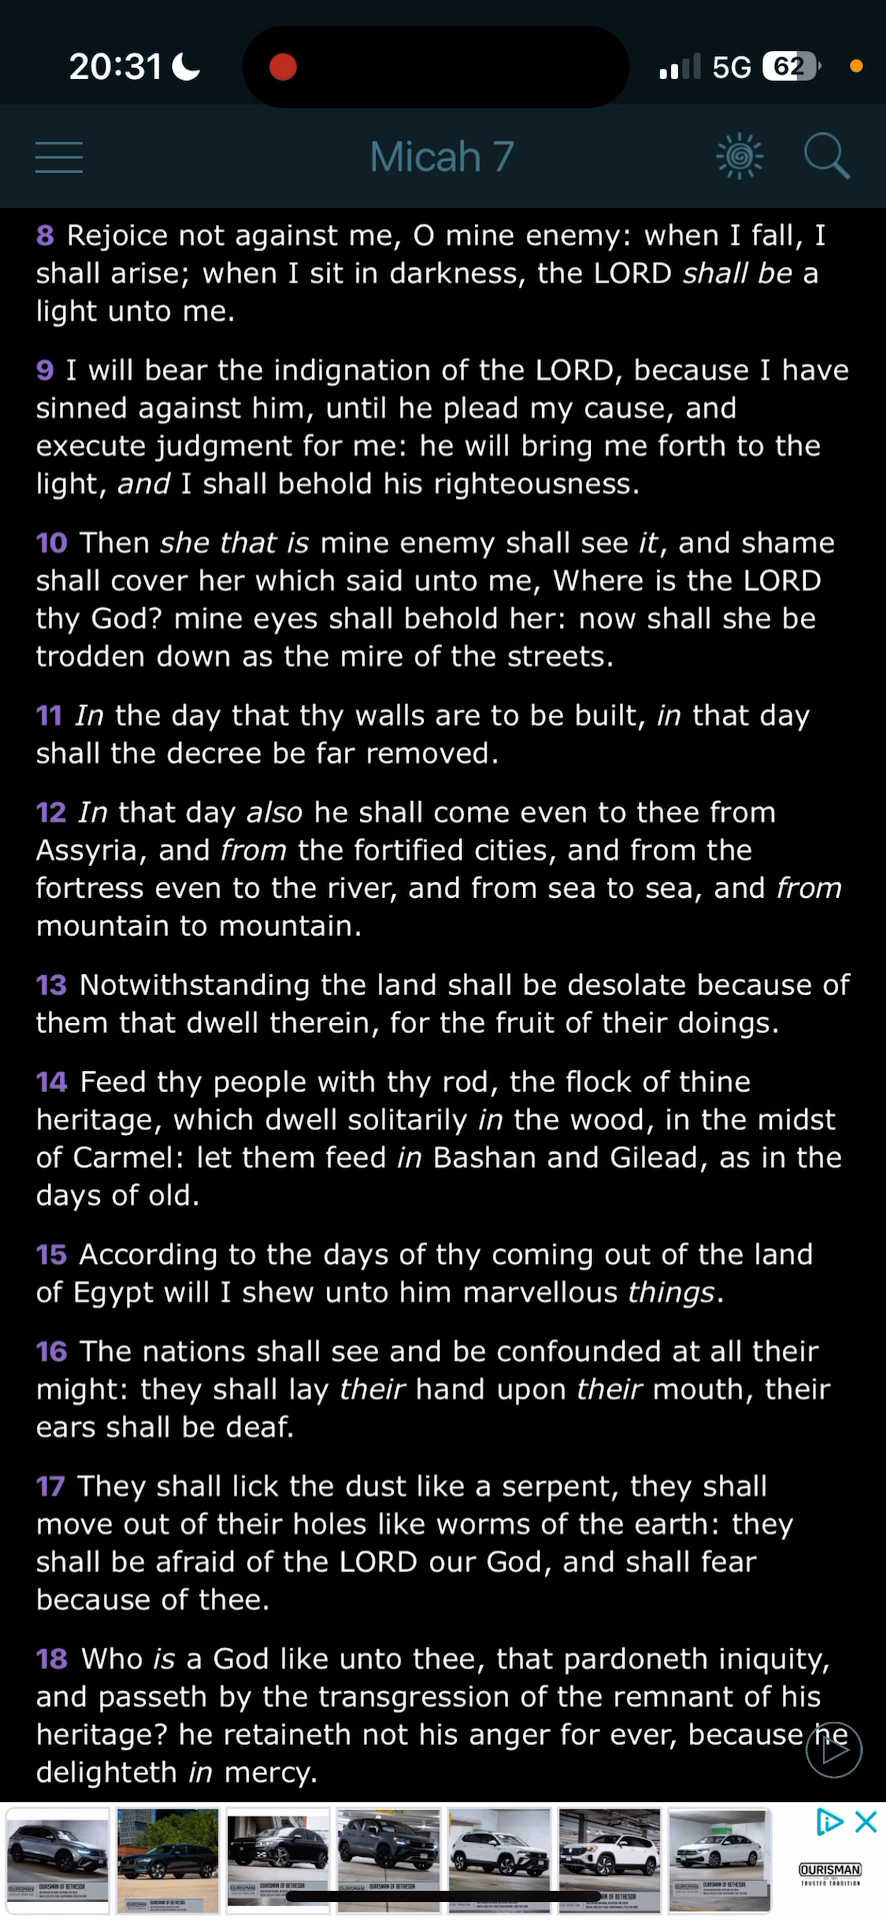 20:31
5G 62
Micah 7
8 Rejoice not against me, O mine enemy: when I fall, I
shall arise; when I sit in darkness, the LORD shall be a
light unto me.
9 I will bear the indignation of the LORD, because I have
sinned against him, until he plead my cause, and
execute judgment for me: he will bring me forth to the
light, and I shall behold his righteousness.
10 Then she that is mine enemy shall see it, and shame
shall cover her which said unto me, Where is the LORD
thy God? mine eyes shall behold her: now shall she be
trodden down as the mire of the streets.
11 In the day that thy walls are to be built, in that day
shall the decree be far removed.
12 In that day also he shall come even to thee from
Assyria, and from the fortified cities, and from the
fortress even to the river, and from sea to sea, and from
mountain to mountain.
13 Notwithstanding the land shall be desolate because of
them that dwell therein, for the fruit of their doings.
14 Feed thy people with thy rod, the flock of thine
heritage, which dwell solitarily in the wood, in the midst
of Carmel: let them feed in Bashan and Gilead, as in the
days of old.
15 According to the days of thy coming out of the land
of Egypt will I shew unto him marvellous things.
16 The nations shall see and be confounded at all their
might: they shall lay their hand upon their mouth, their
ears shall be deaf.
17 They shall lick the dust like a serpent, they shall
move out of their holes like worms of the earth: they
shall be afraid of the LORD our God, and shall fear
because of thee.
18 Who is a God like unto thee, that pardoneth iniquity,
and passeth by the transgression of the remnant of his
heritage? he retaineth not his anger for ever, because he
delighteth in mercy.
OURISMAN
TRUSTED TRADITION